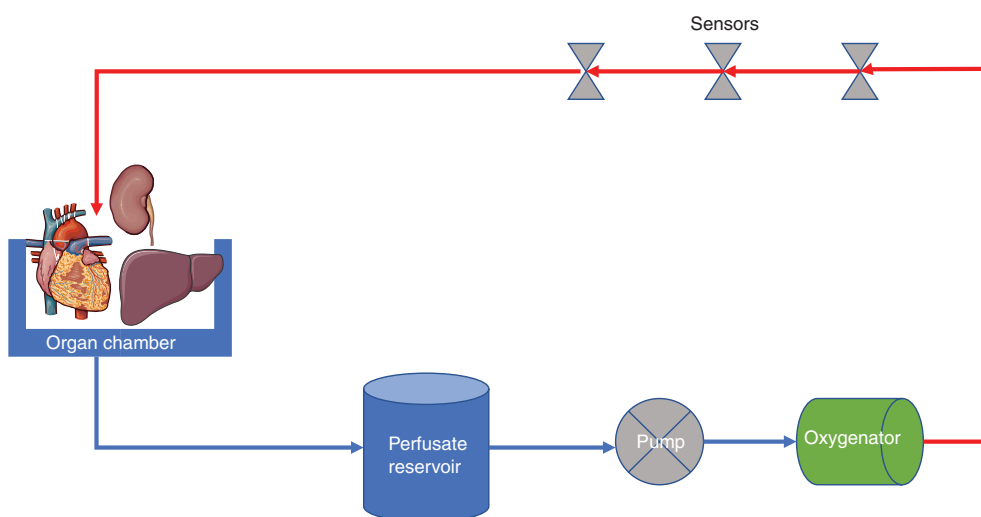 Sensors
Organ chamber
Perfusate
reservoir
Pump
Oxygenator